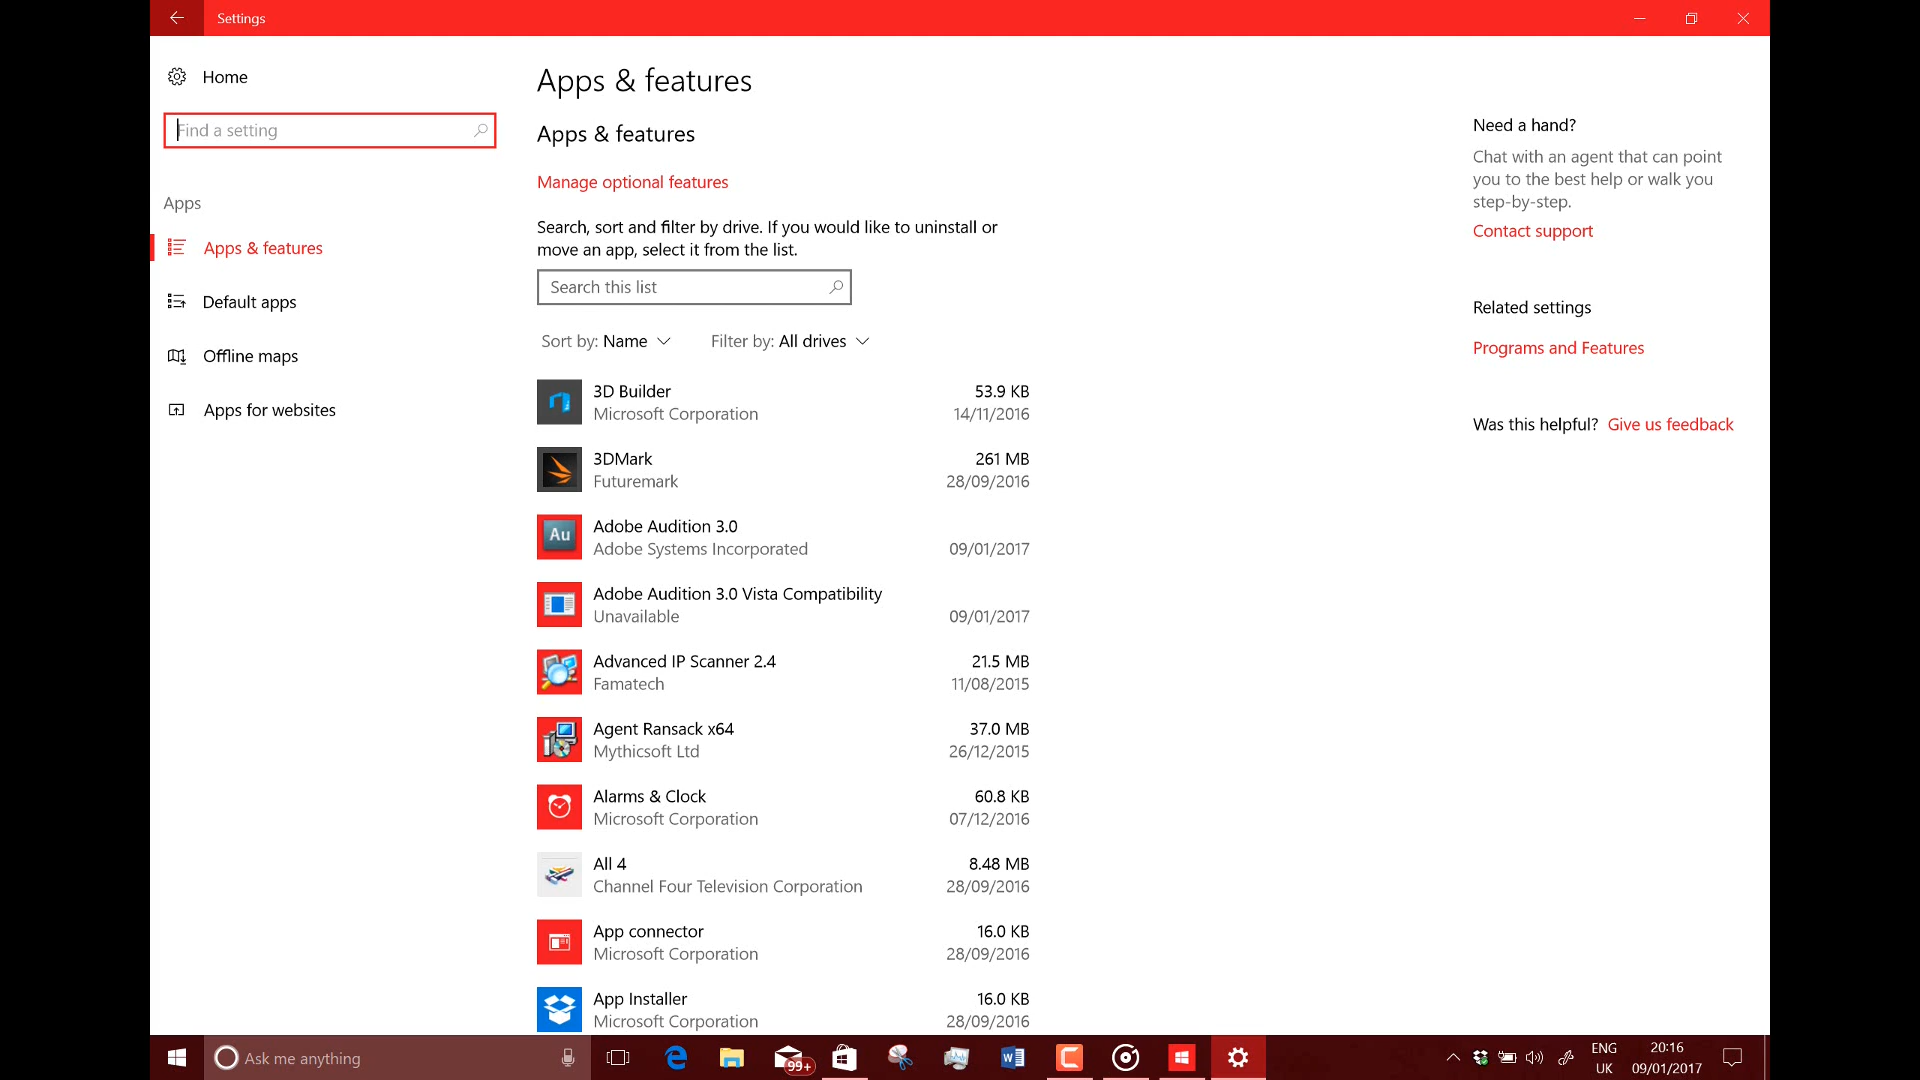 Settings
Home
Find a setting
Apps
Apps & features
Default apps
Offline maps
Apps for websites
Apps & features
Apps & features
Manage optional features
Search, sort and filter by drive. If you would like to uninstall or
move an app, select it from the list.
Search this list
Sort by: Name Filter by: All drives
3D Builder 53.9 KB
Microsoft Corporation 14/11/2016
3DMark 261 MB
Futuremark 28/09/2016
Au
Adobe Audition 3.0
Adobe Systems Incorporated 09/01/2017
Adobe Audition 3.0 Vista Compatibility
Unavailable 09/01/2017
Advanced IP Scanner 2.4 21.5 MB
Famatech 11/08/2015
Agent Ransack x64 37.0 MB
Mythicsoft Ltd 26/12/2015
Alarms & Clock 60.8 KB
Microsoft Corporation 07/12/2016
All 4 8.48 MB
Channel Four Television Corporation 28/09/2016
App connector 16.0 KB
Microsoft Corporation 28/09/2016
App Installer 16.0 KB
Microsoft Corporation 28/09/2016
Need a hand?
Chat with an agent that can point
you to the best help or walk you
step-by-step.
Contact support
Related settings
Programs and Features
Was this helpful? Give us feedback
Ask me anything
99+
ENG
UK
20:16
09/01/2017